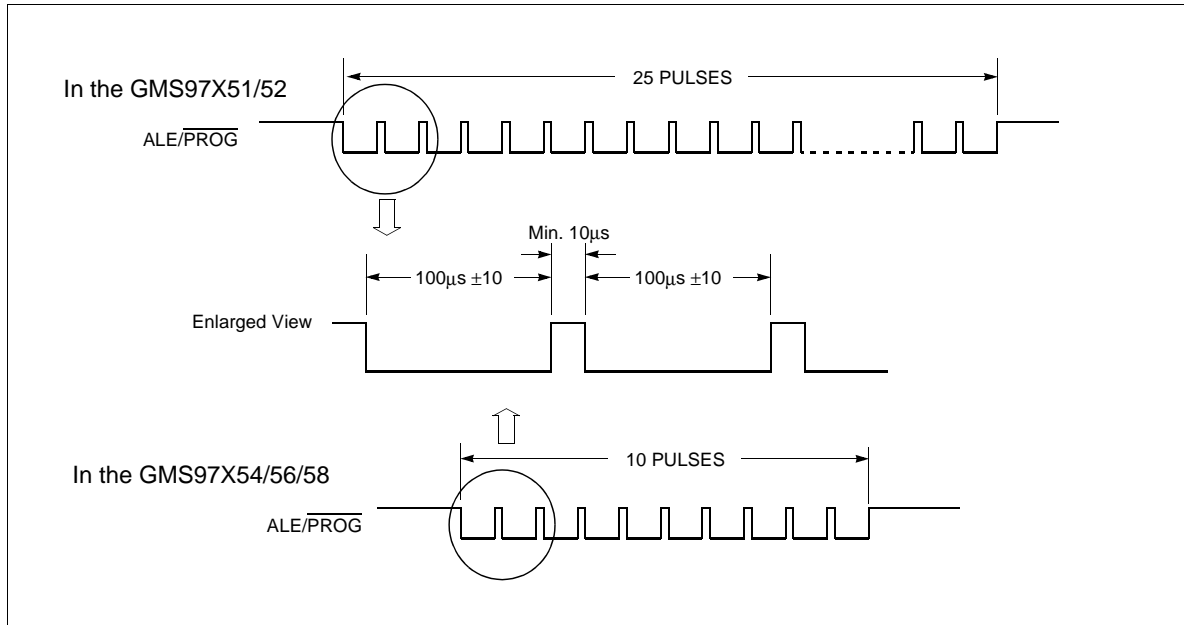 25 PULSES
In the GMS97X51/52
ALE/PROG
Min. 10μs
100μs ±10
100μs ±10
Enlarged View
10 PULSES
In the GMS97X54/56/58
ALE/PROG